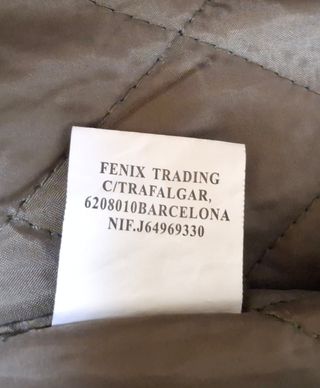 FENIX TRADING
C/TRAFALGAR,
6208010BARCELONA
NIF.J64969330